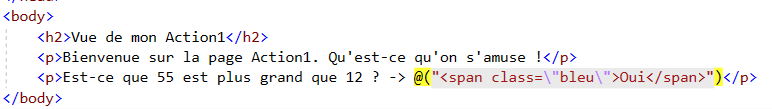 </head>
<body>
<h2>Vue de mon Action1</h2>
<p>Bienvenue sur la page Action1. Qu'est-ce qu'on s'amuse !</p>
<p>Est-ce que 55 est plus grand que 12 ? -> @("<span class=\"bleu\">Oui</span>")</p>
</body>